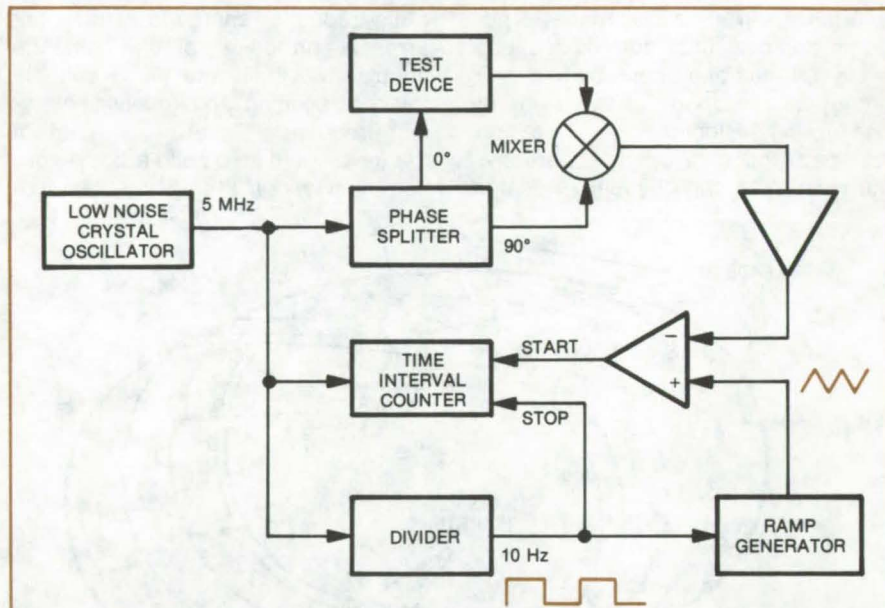 TEST
DEVICE
MIXER
0°
LOW NOISE
CRYSTAL
OSCILLATOR
5 MHz
PHASE
SPLITTER
90°
TIME
INTERVAL
COUNTER
START
STOP
−
+
DIVIDER
10 Hz
RAMP
GENERATOR